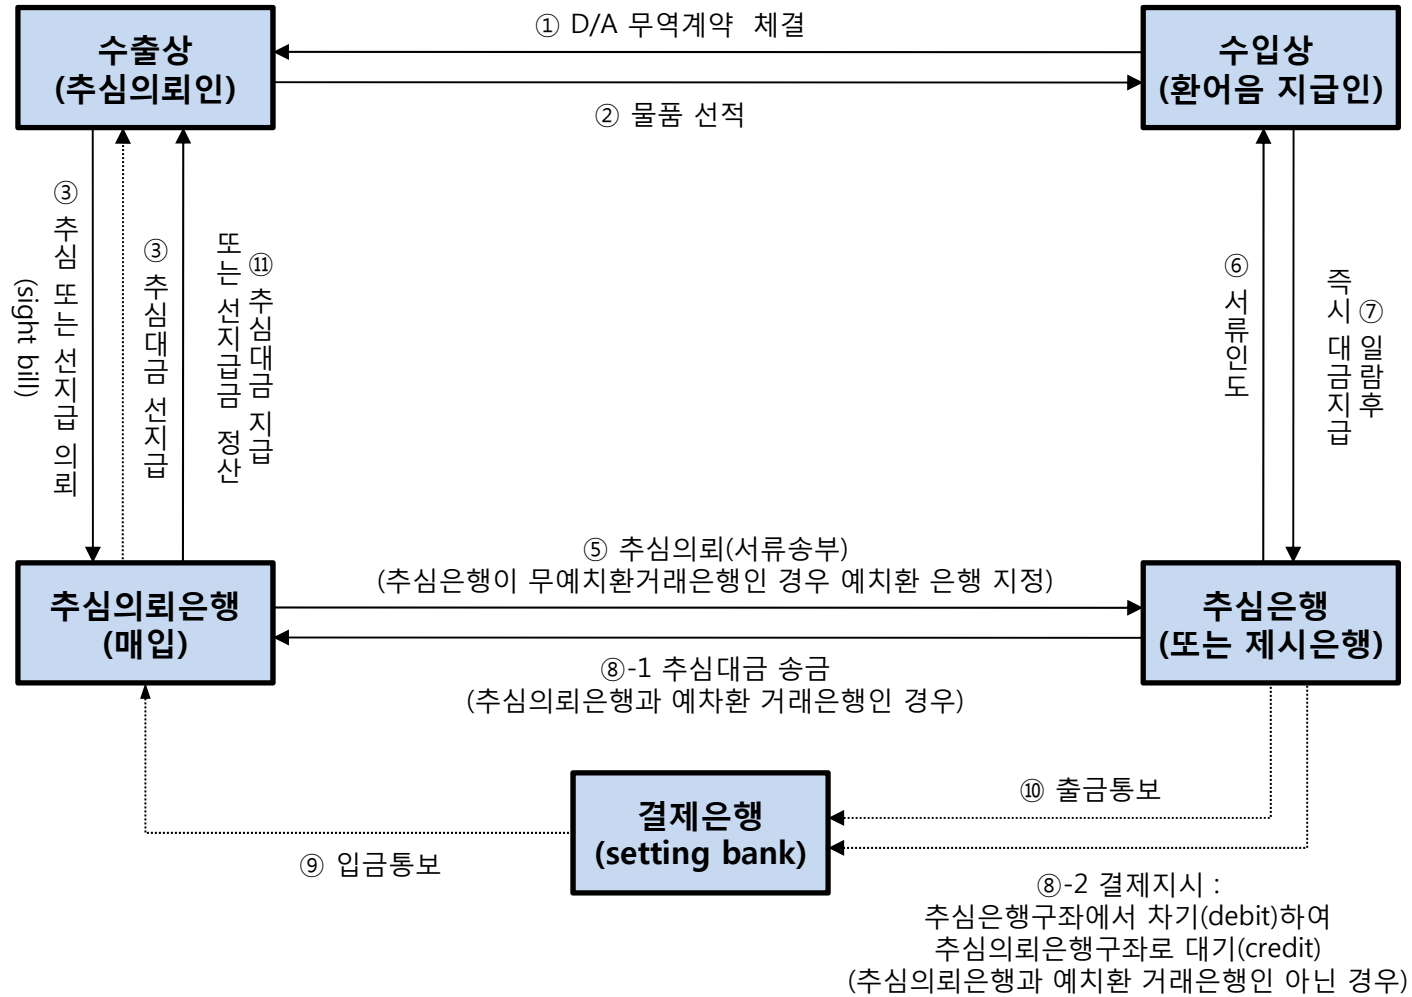 ① D/A 무역계약 체결
수출상
(추심의뢰인)
수입상
(환어음 지급인)
② 물품 선적
③ 추심 또는 선지급 의뢰
(sight bill)
③ 추심대금 선지급
⑪ 추심대금 지급
또는 선지급금 정산
⑥ 서류인도
⑦ 일람후
즉시 대금지급
⑤ 추심의뢰(서류송부)
(추심은행이 무예치환거래은행인 경우 예치환 은행 지정)
추심의뢰은행
(매입)
추심은행
(또는 제시은행)
⑧-1 추심대금 송금
(추심의뢰은행과 예차환 거래은행인 경우)
결제은행
(setting bank)
⑩ 출금통보
⑨ 입금통보
⑧-2 결제지시 :
추심은행구좌에서 차기(debit)하여
추심의뢰은행구좌로 대기(credit)
(추심의뢰은행과 예치환 거래은행인 아닌 경우)